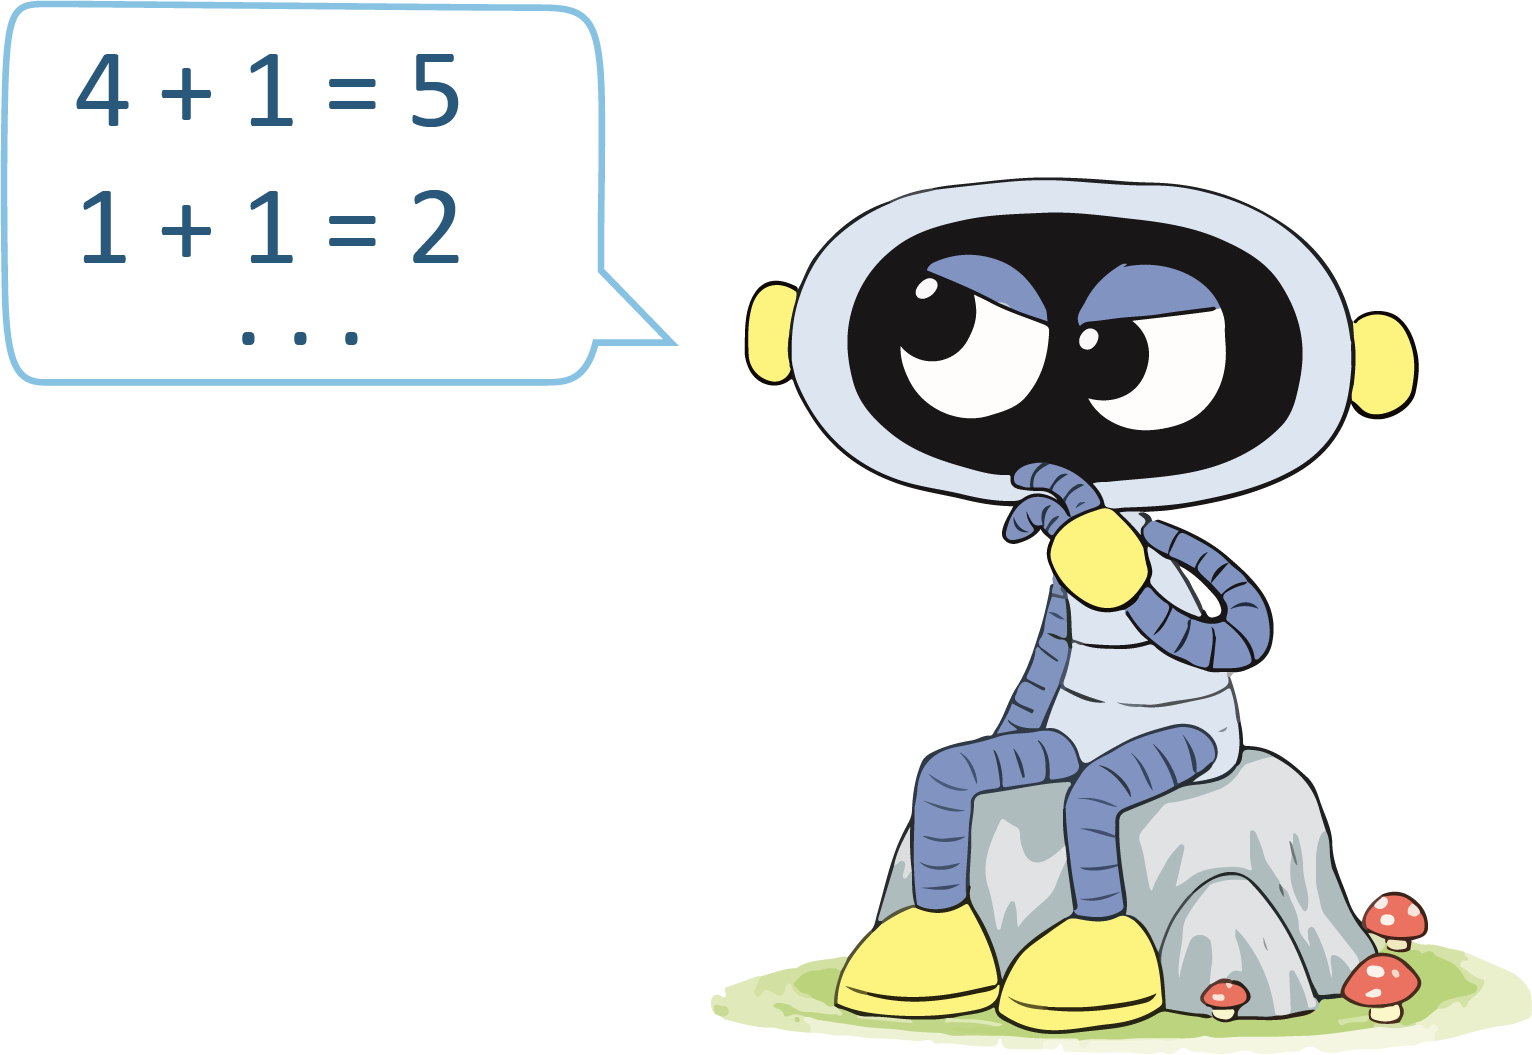 4 + 1 = 5
1 + 1 = 2
. . .